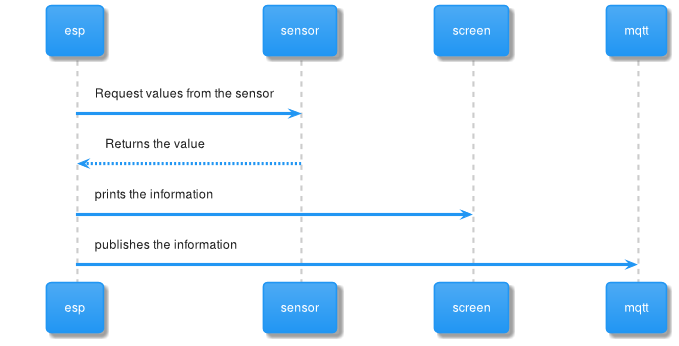 esp
sensor
screen
mqtt
Request values from the sensor
Returns the value
prints the information
publishes the information
esp
sensor
screen
mqtt